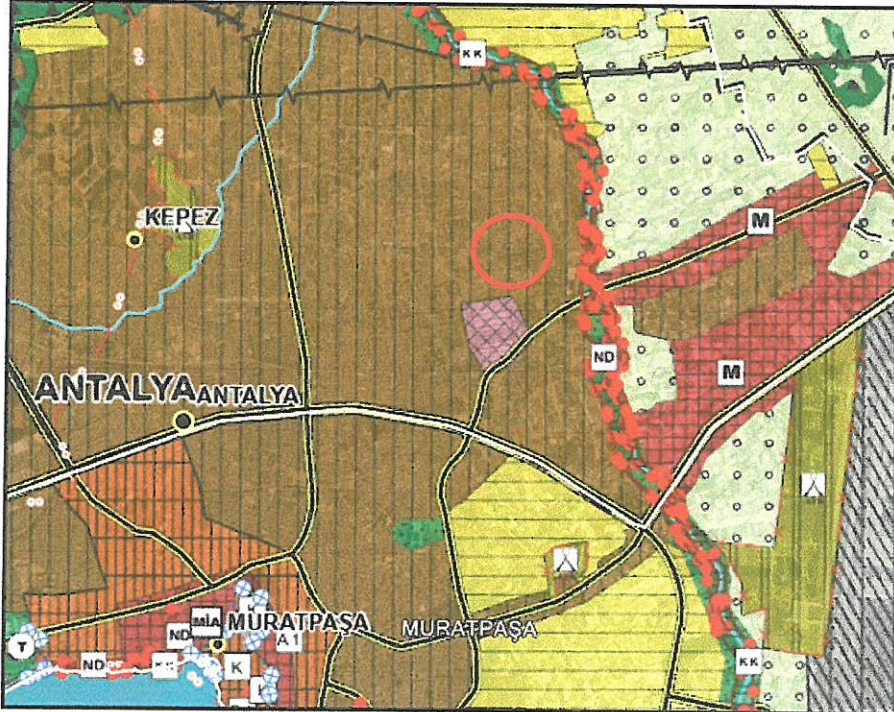 KK
KEPEZ
M
ND
M
ANTALYA
ANTALYA
MİA
MURATPAŞA
ND
A1
MURATPAŞA
T
ND
KK
K
KK